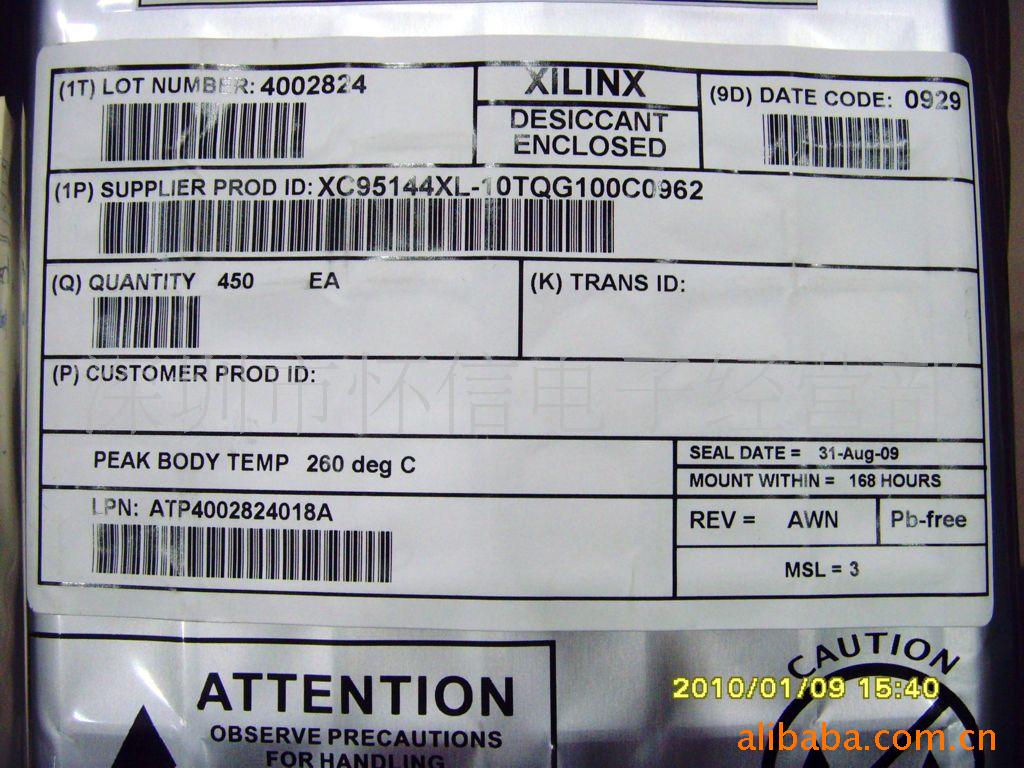 (1T) LOT NUMBER: 4002824
XILINX
DESICCANT
ENCLOSED
(9D) DATE CODE: 0929
(1P) SUPPLIER PROD ID: XC95144XL-10TQG100C0962
(Q) QUANTITY 450 EA
(K) TRANS ID:
(P) CUSTOMER PROD ID:
深圳市怀信电子经营部
PEAK BODY TEMP 260 deg C
SEAL DATE = 31-Aug-09
MOUNT WITHIN = 168 HOURS
LPN: ATP4002824018A
REV = AWN
Pb-free
MSL = 3
ATTENTION
OBSERVE PRECAUTIONS
FOR HANDLING
CAUTION
2010/01/09 15:40
alibaba.com.cn